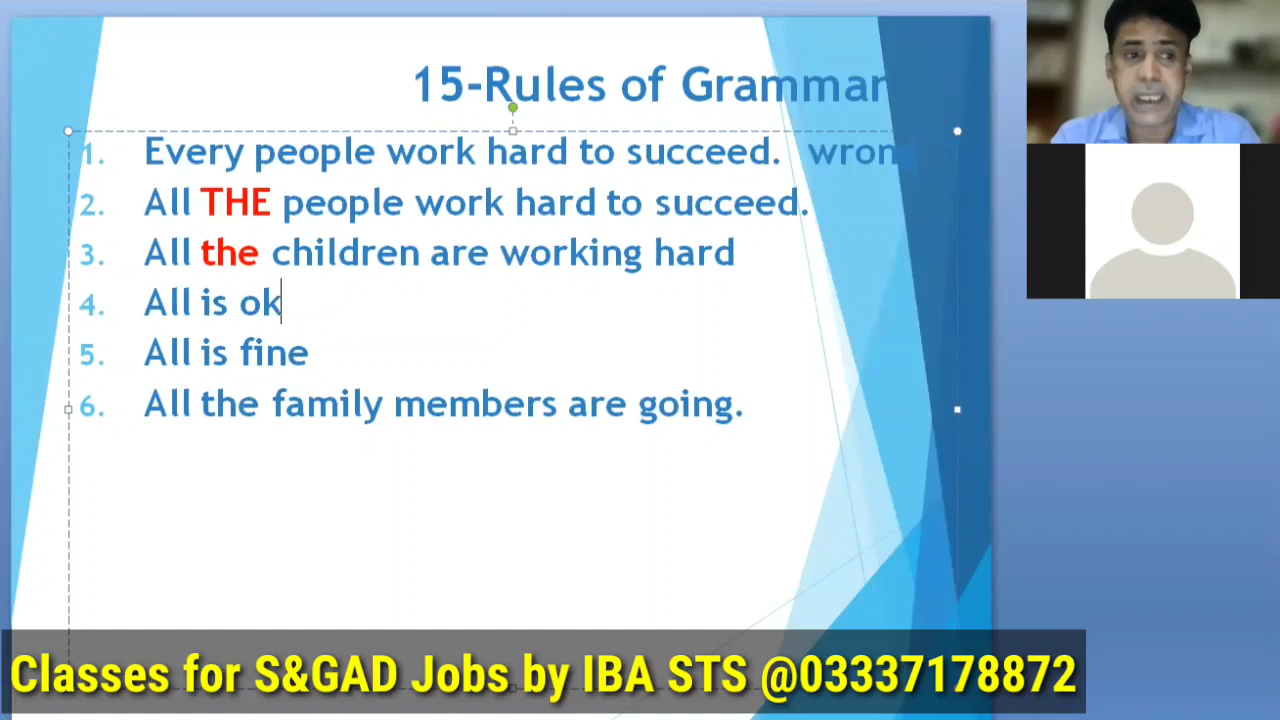 15-Rules of Grammar
1. Every people work hard to succeed. wrong
2. All THE people work hard to succeed.
3. All the children are working hard
4. All is ok
5. All is fine
6. All the family members are going.
Classes for S&GAD Jobs by IBA STS @03337178872